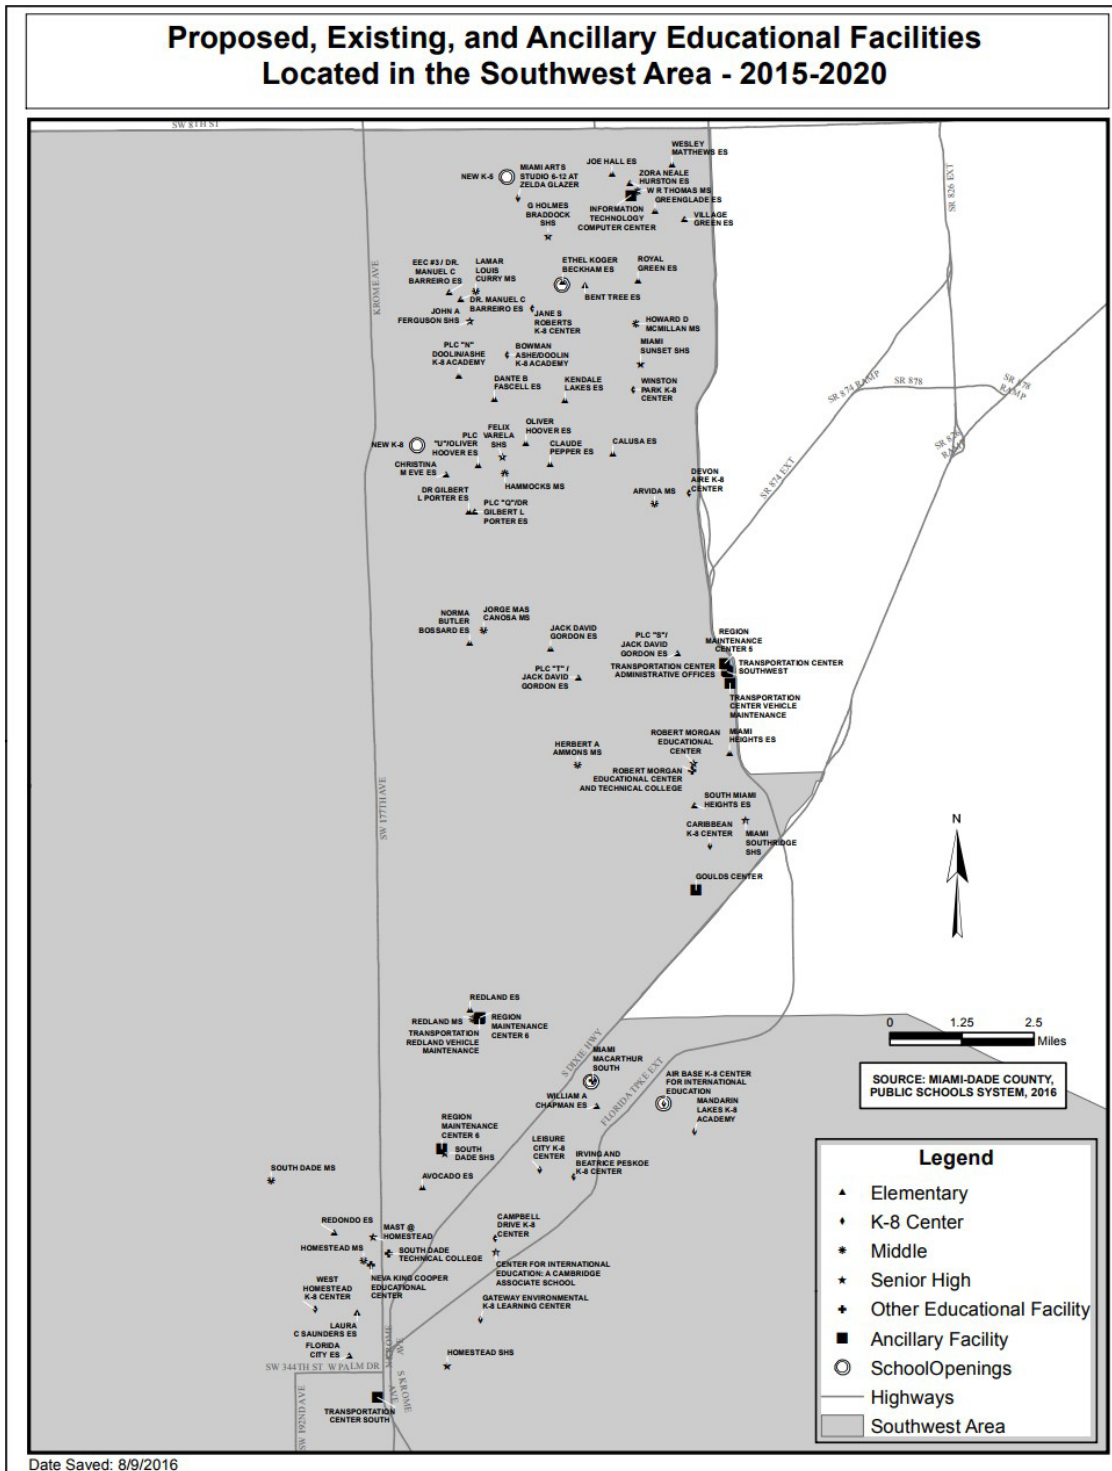 Proposed, Existing, and Ancillary Educational Facilities
Located in the Southwest Area - 2015-2020
SW 8TH ST
WESLEY
MATTHEWS ES
JOE HALL ES
MIAMI ARTS
STUDIO 6-12 AT
ZELDA GLAZER
NEW K-5
ZORA NEALE
HURSTON ES
W R THOMAS MS
GREENGLADE ES
G HOLMES
BRADDOCK
SHS
INFORMATION
TECHNOLOGY
COMPUTER CENTER
VILLAGE
GREEN ES
SR 826 EXT
KROME AVE
EEC #3 / DR.
MANUEL C
BARREIRO ES
LAMAR
LOUIS
CURRY MS
ETHEL KOGER
BECKHAM ES
ROYAL
GREEN ES
DR. MANUEL C
BARREIRO ES
BENT TREE ES
JOHN A
FERGUSON SHS
JANE S
ROBERTS
K-8 CENTER
HOWARD D
MCMILLAN MS
PLC "N"
DOOLIN/ASHE
K-8 ACADEMY
BOWMAN
ASHE/DOOLIN
K-8 ACADEMY
MIAMI
SUNSET SHS
DANTE B
FASCELL ES
KENDALE
LAKES ES
WINSTON
PARK K-8
CENTER
SR 874 RAMP
SR 878
SR 878
RAMP
SR 826
RAMP
SR 874 EXT
NEW K-8
PLC
"U"/OLIVER
HOOVER ES
FELIX
VARELA
SHS
OLIVER
HOOVER ES
CLAUDE
PEPPER ES
CALUSA ES
CHRISTINA
M EVE ES
HAMMOCKS MS
DEVON
AIRE K-8
CENTER
ARVIDA MS
DR GILBERT
L PORTER ES
PLC "Q"/DR
GILBERT L
PORTER ES
NORMA
BUTLER
BOSSARD ES
JORGE MAS
CANOSA MS
JACK DAVID
GORDON ES
PLC "S"/
JACK DAVID
GORDON ES
REGION
MAINTENANCE
CENTER 5
PLC "T" /
JACK DAVID
GORDON ES
TRANSPORTATION CENTER
ADMINISTRATIVE OFFICES
TRANSPORTATION CENTER
SOUTHWEST
TRANSPORTATION
CENTER VEHICLE
MAINTENANCE
SW 177TH AVE
HERBERT A
AMMONS MS
ROBERT MORGAN
EDUCATIONAL
CENTER
MIAMI
HEIGHTS ES
ROBERT MORGAN
EDUCATIONAL CENTER
AND TECHNICAL COLLEGE
SOUTH MIAMI
HEIGHTS ES
CARIBBEAN
K-8 CENTER
MIAMI
SOUTHRIDGE
SHS
GOULDS CENTER
N
REDLAND ES
REDLAND MS
TRANSPORTATION
REDLAND VEHICLE
MAINTENANCE
REGION
MAINTENANCE
CENTER 6
0 1.25 2.5
Miles
SOURCE: MIAMI-DADE COUNTY,
PUBLIC SCHOOLS SYSTEM, 2016
S DIXIE HWY
MIAMI
MACARTHUR
SOUTH
FLORIDA TPKE EXT
AIR BASE K-8 CENTER
FOR INTERNATIONAL
EDUCATION
WILLIAM A
CHAPMAN ES
MANDARIN
LAKES K-8
ACADEMY
REGION
MAINTENANCE
CENTER 6
SOUTH
DADE SHS
LEISURE
CITY K-8
CENTER
IRVING AND
BEATRICE PESKOE
K-8 CENTER
SOUTH DADE MS
AVOCADO ES
REDONDO ES
MAST @
HOMESTEAD
CAMPBELL
DRIVE K-8
CENTER
HOMESTEAD MS
SOUTH DADE
TECHNICAL COLLEGE
CENTER FOR INTERNATIONAL
EDUCATION: A CAMBRIDGE
ASSOCIATE SCHOOL
WEST
HOMESTEAD
K-8 CENTER
NEVA KING COOPER
EDUCATIONAL
CENTER
GATEWAY ENVIRONMENTAL
K-8 LEARNING CENTER
LAURA
C SAUNDERS ES
FLORIDA
CITY ES
HOMESTEAD SHS
SW 344TH ST W PALM DR
N KROME
AVE
S KROME
AVE
SW 192ND AVE
TRANSPORTATION
CENTER SOUTH
Legend
Elementary
K-8 Center
Middle
Senior High
Other Educational Facility
Ancillary Facility
SchoolOpenings
Highways
Southwest Area
Date Saved: 8/9/2016